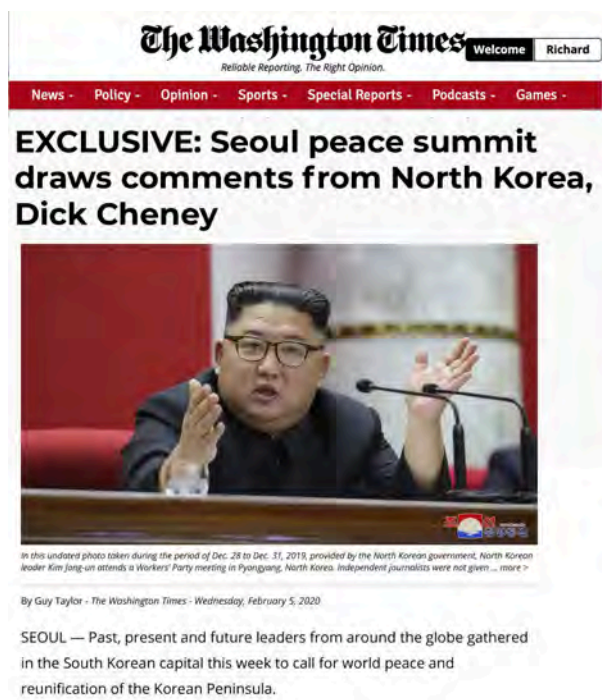 The Washington Times
Welcome Richard
Reliable Reporting. The Right Opinion.
News - Policy - Opinion - Sports - Special Reports - Podcasts - Games -
EXCLUSIVE: Seoul peace summit
draws comments from North Korea,
Dick Cheney
In this undated photo taken during the period of Dec. 28 to Dec. 31, 2019, provided by the North Korean government, North Korean
leader Kim Jong-un attends a Workers' Party meeting in Pyongyang, North Korea. Independent journalists were not given ... more >
By Guy Taylor - The Washington Times - Wednesday, February 5, 2020
SEOUL — Past, present and future leaders from around the globe gathered
in the South Korean capital this week to call for world peace and
reunification of the Korean Peninsula.